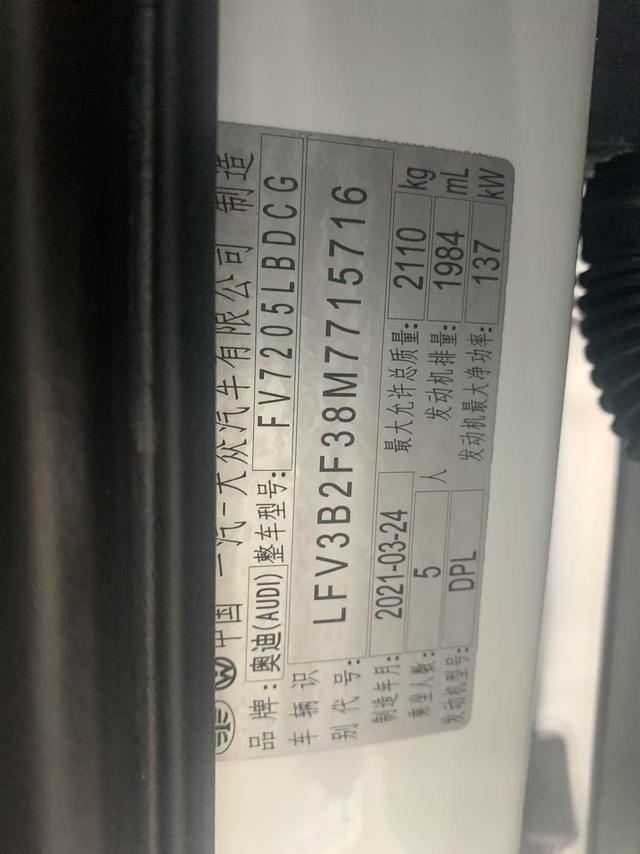 中国 一汽-大众汽车有限公司 制造
品牌: 奥迪(AUDI) 整车型号: FV7205LBDCG
车辆识别代号: LFV3B2F38M7715716
制造年月: 2021-03-24 最大允许总质量: 2110 kg
乘坐人数: 5 人 发动机排量: 1984 mL
发动机型号: DPL 发动机最大净功率: 137 kW